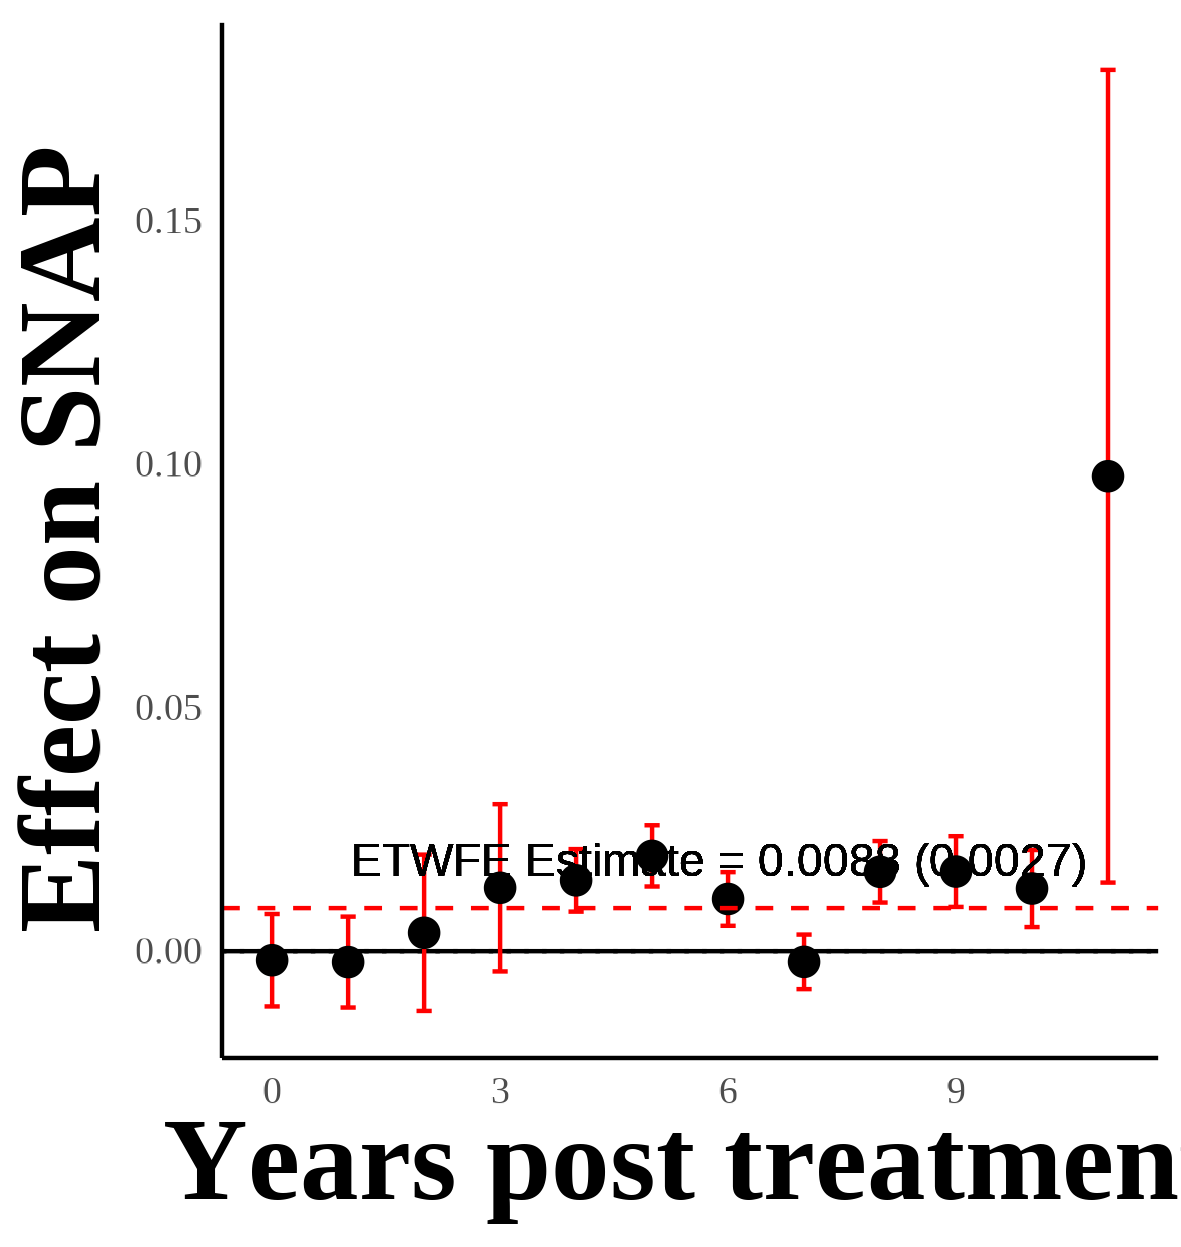 Effect on SNAP
0.15
0.10
0.05
0.00
ETWFE Estimate = 0.0088 (0.0027)
0 3 6 9
Years post treatmen